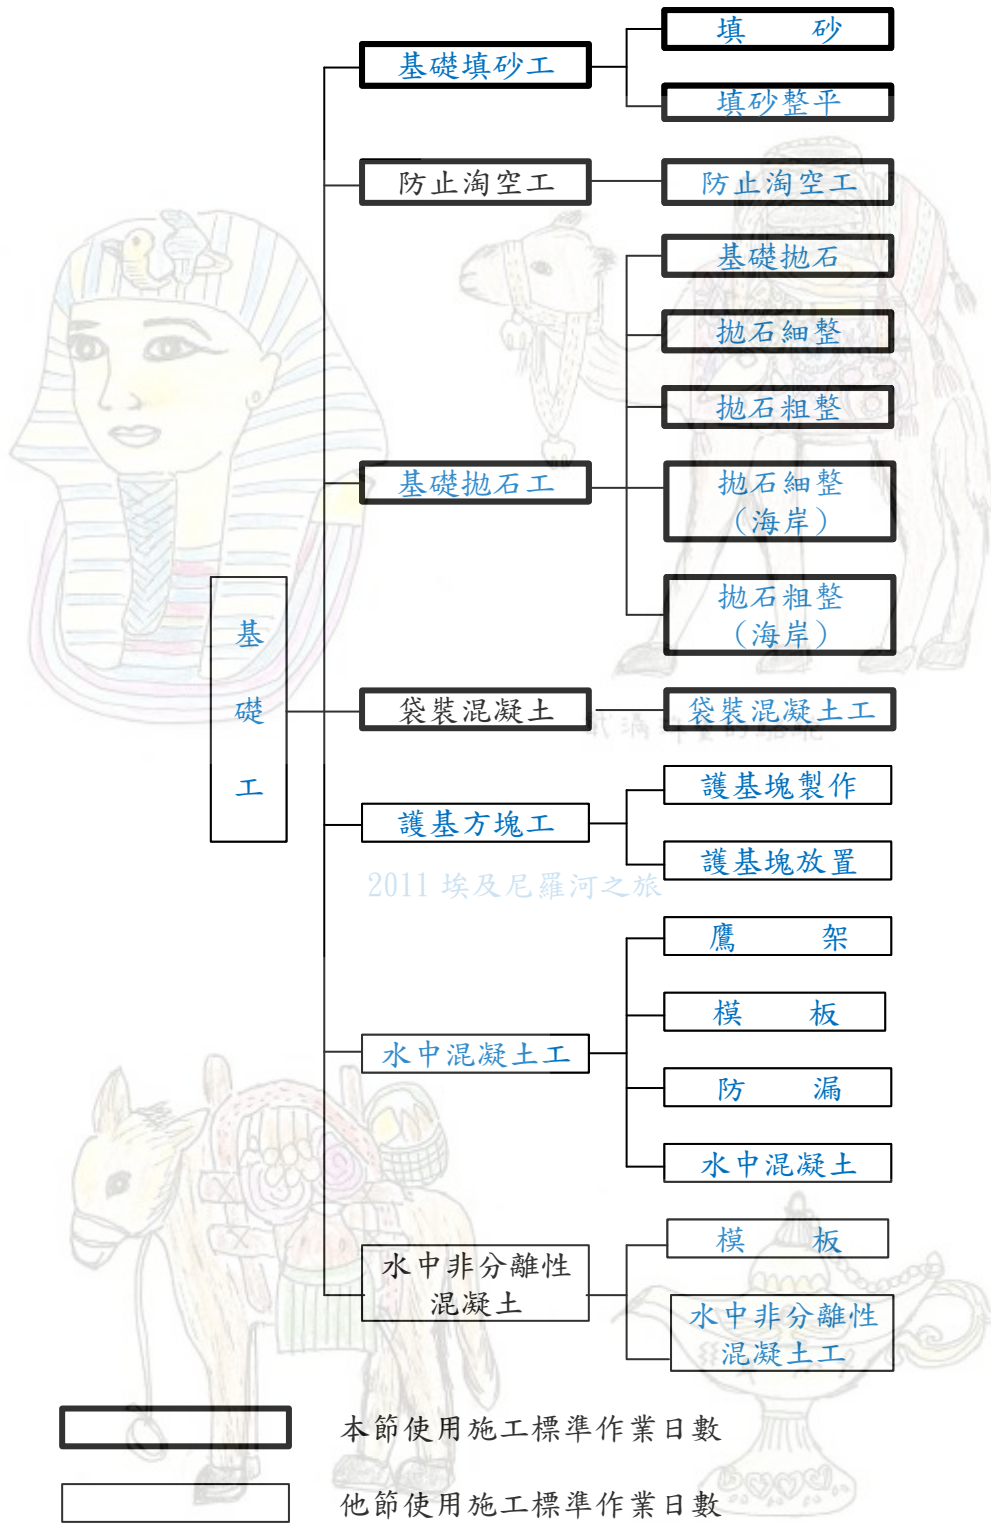 基礎工
基礎填砂工
填 砂
填砂整平
防止淘空工
防止淘空工
基礎拋石工
基礎拋石
拋石細整
拋石粗整
拋石細整
（海岸）
拋石粗整
（海岸）
袋裝混凝土
袋裝混凝土工
護基方塊工
護基塊製作
護基塊放置
2011 埃及尼羅河之旅
水中混凝土工
鷹 架
模 板
防 漏
水中混凝土
水中非分離性
混凝土
模 板
水中非分離性
混凝土工
本節使用施工標準作業日數
他節使用施工標準作業日數